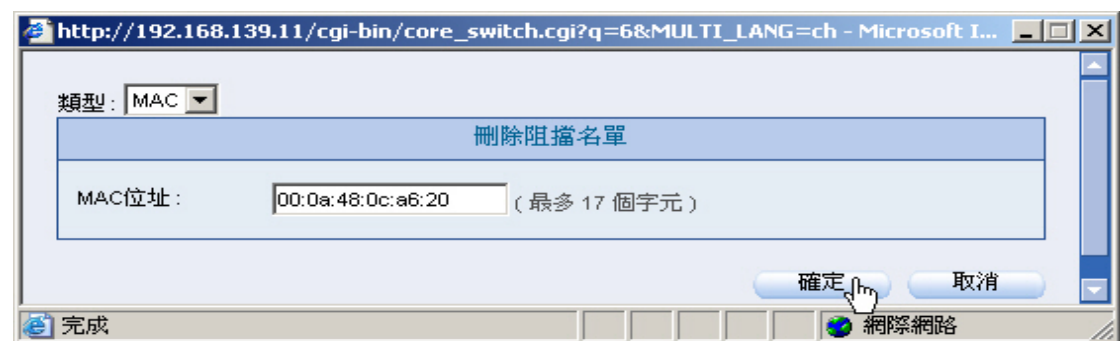 http://192.168.139.11/cgi-bin/core_switch.cgi?q=6&MULTI_LANG=ch - Microsoft I...
類型 : MAC
刪除阻擋名單
MAC位址 : 00:0a:48:0c:a6:20 ( 最多 17 個字元 )
確定 取消
完成 網際網路